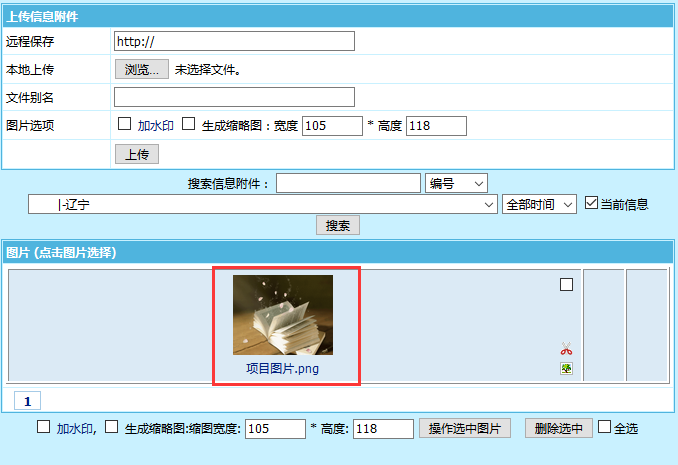 上传信息附件
远程保存 http://
本地上传 浏览... 未选择文件。
文件别名
图片选项 加水印 生成缩略图：宽度 105 * 高度 118
上传
搜索信息附件： 编号
|-辽宁 全部时间 当前信息
搜索
图片 (点击图片选择)
项目图片.png
1
加水印, 生成缩略图:缩图宽度: 105 * 高度: 118 操作选中图片 删除选中 全选